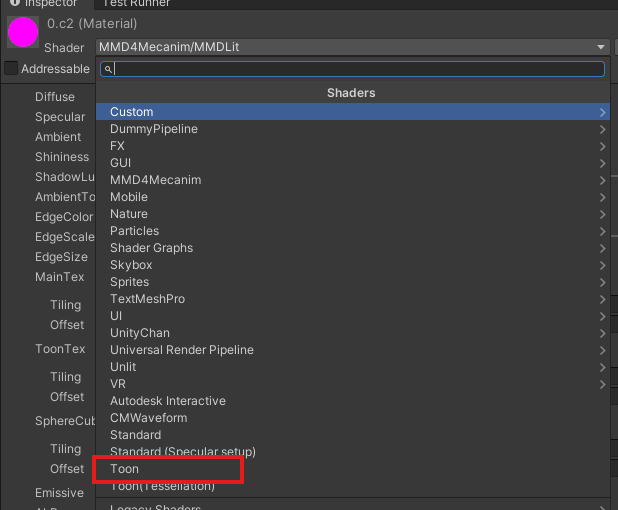 Inspector
Test Runner
0.c2 (Material)
Shader
MMD4Mecanim/MMDLit
Addressable
Shaders
Diffuse
Custom
Specular
DummyPipeline
Ambient
FX
Shininess
GUI
ShadowLu
MMD4Mecanim
AmbientTo
Mobile
EdgeColor
Nature
EdgeScale
Particles
EdgeSize
Shader Graphs
MainTex
Skybox
Sprites
Tiling
TextMeshPro
Offset
UI
ToonTex
UnityChan
Universal Render Pipeline
Tiling
Unlit
Offset
VR
Autodesk Interactive
SphereCub
CMWaveform
Tiling
Standard
Standard (Specular setup)
Offset
Toon
Emissive
Toon(Tessellation)
Legacy Shaders